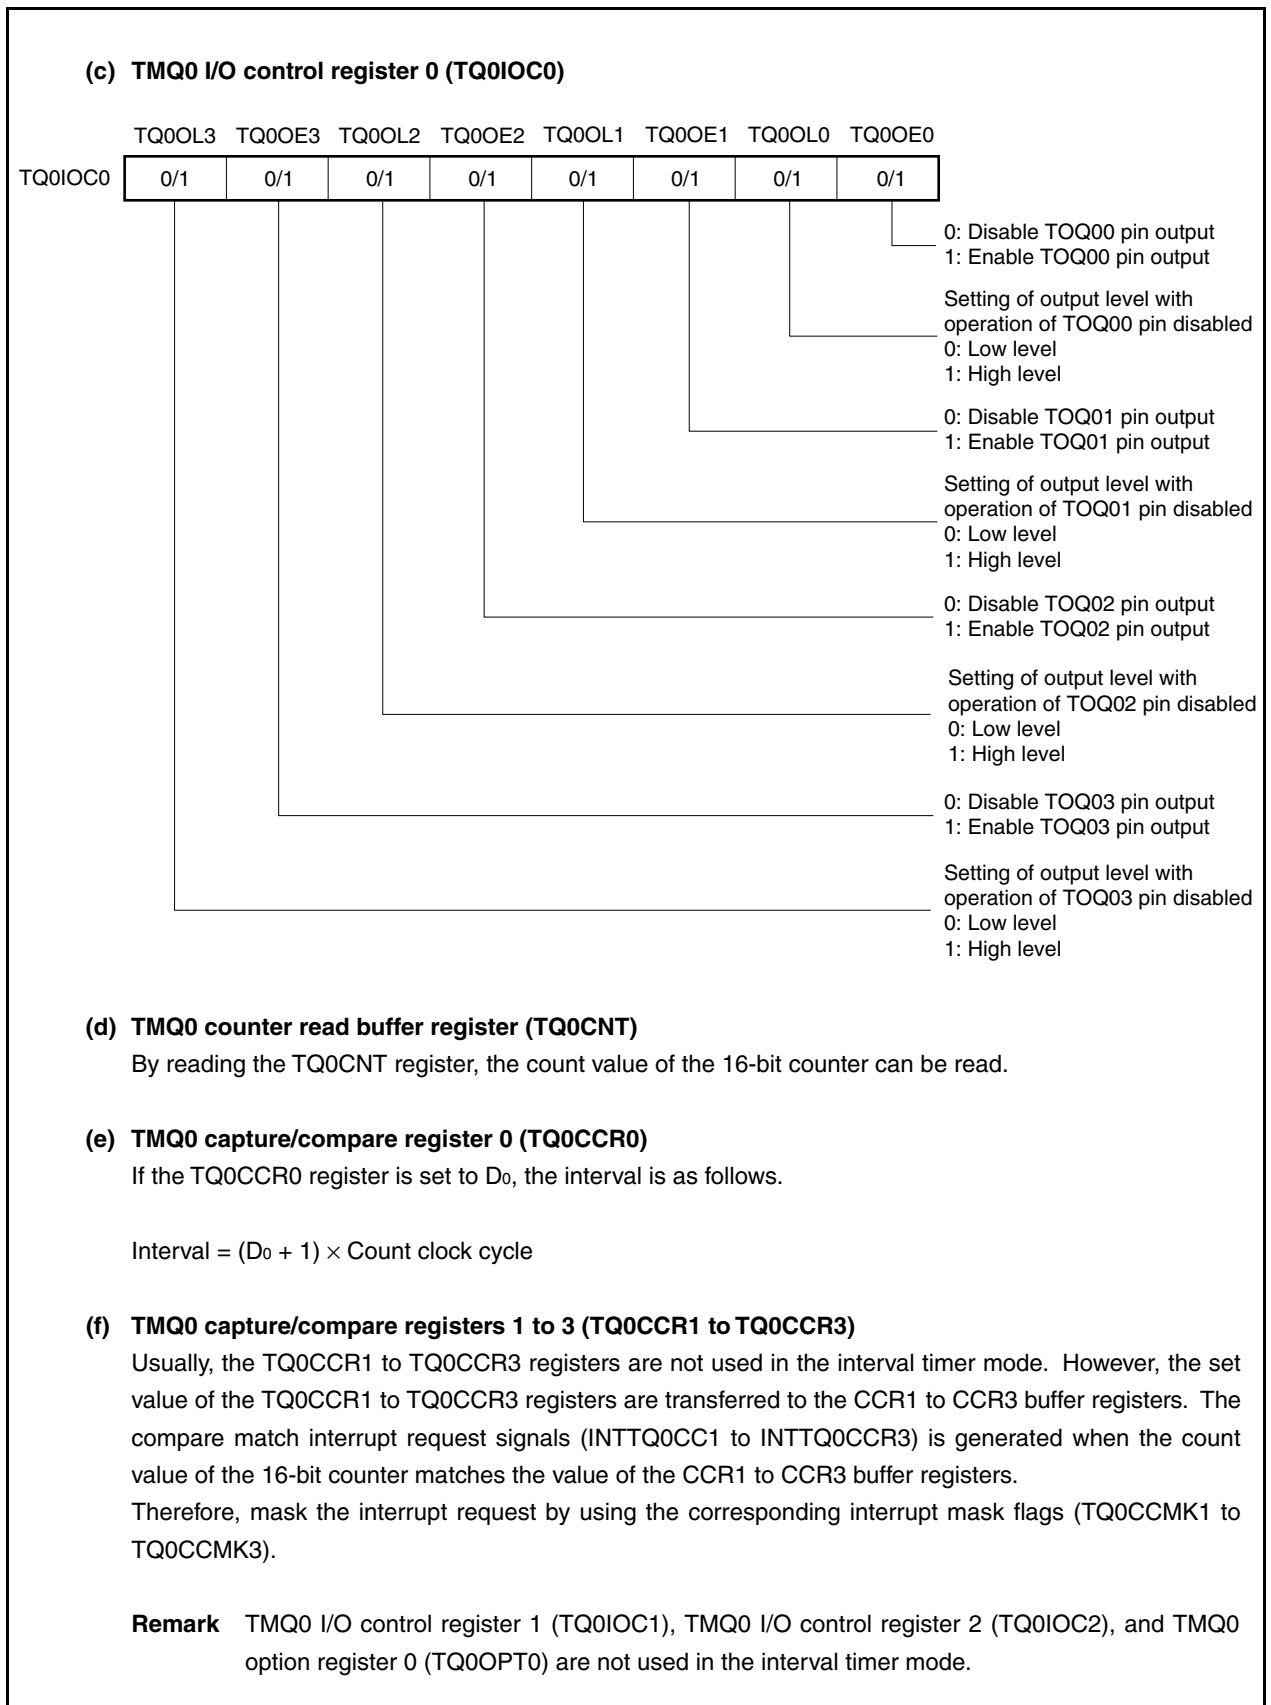 (c) TMQ0 I/O control register 0 (TQ0IOC0)
TQ0OL3 TQ0OE3 TQ0OL2 TQ0OE2 TQ0OL1 TQ0OE1 TQ0OL0 TQ0OE0
TQ0IOC0 0/1 0/1 0/1 0/1 0/1 0/1 0/1 0/1
0: Disable TOQ00 pin output
1: Enable TOQ00 pin output
Setting of output level with
operation of TOQ00 pin disabled
0: Low level
1: High level
0: Disable TOQ01 pin output
1: Enable TOQ01 pin output
Setting of output level with
operation of TOQ01 pin disabled
0: Low level
1: High level
0: Disable TOQ02 pin output
1: Enable TOQ02 pin output
Setting of output level with
operation of TOQ02 pin disabled
0: Low level
1: High level
0: Disable TOQ03 pin output
1: Enable TOQ03 pin output
Setting of output level with
operation of TOQ03 pin disabled
0: Low level
1: High level
(d) TMQ0 counter read buffer register (TQ0CNT)
By reading the TQ0CNT register, the count value of the 16-bit counter can be read.
(e) TMQ0 capture/compare register 0 (TQ0CCR0)
If the TQ0CCR0 register is set to D0, the interval is as follows.
Interval = (D0 + 1) × Count clock cycle
(f) TMQ0 capture/compare registers 1 to 3 (TQ0CCR1 to TQ0CCR3)
Usually, the TQ0CCR1 to TQ0CCR3 registers are not used in the interval timer mode. However, the set
value of the TQ0CCR1 to TQ0CCR3 registers are transferred to the CCR1 to CCR3 buffer registers. The
compare match interrupt request signals (INTTQ0CC1 to INTTQ0CCR3) is generated when the count
value of the 16-bit counter matches the value of the CCR1 to CCR3 buffer registers.
Therefore, mask the interrupt request by using the corresponding interrupt mask flags (TQ0CCMK1 to
TQ0CCMK3).
Remark TMQ0 I/O control register 1 (TQ0IOC1), TMQ0 I/O control register 2 (TQ0IOC2), and TMQ0
option register 0 (TQ0OPT0) are not used in the interval timer mode.